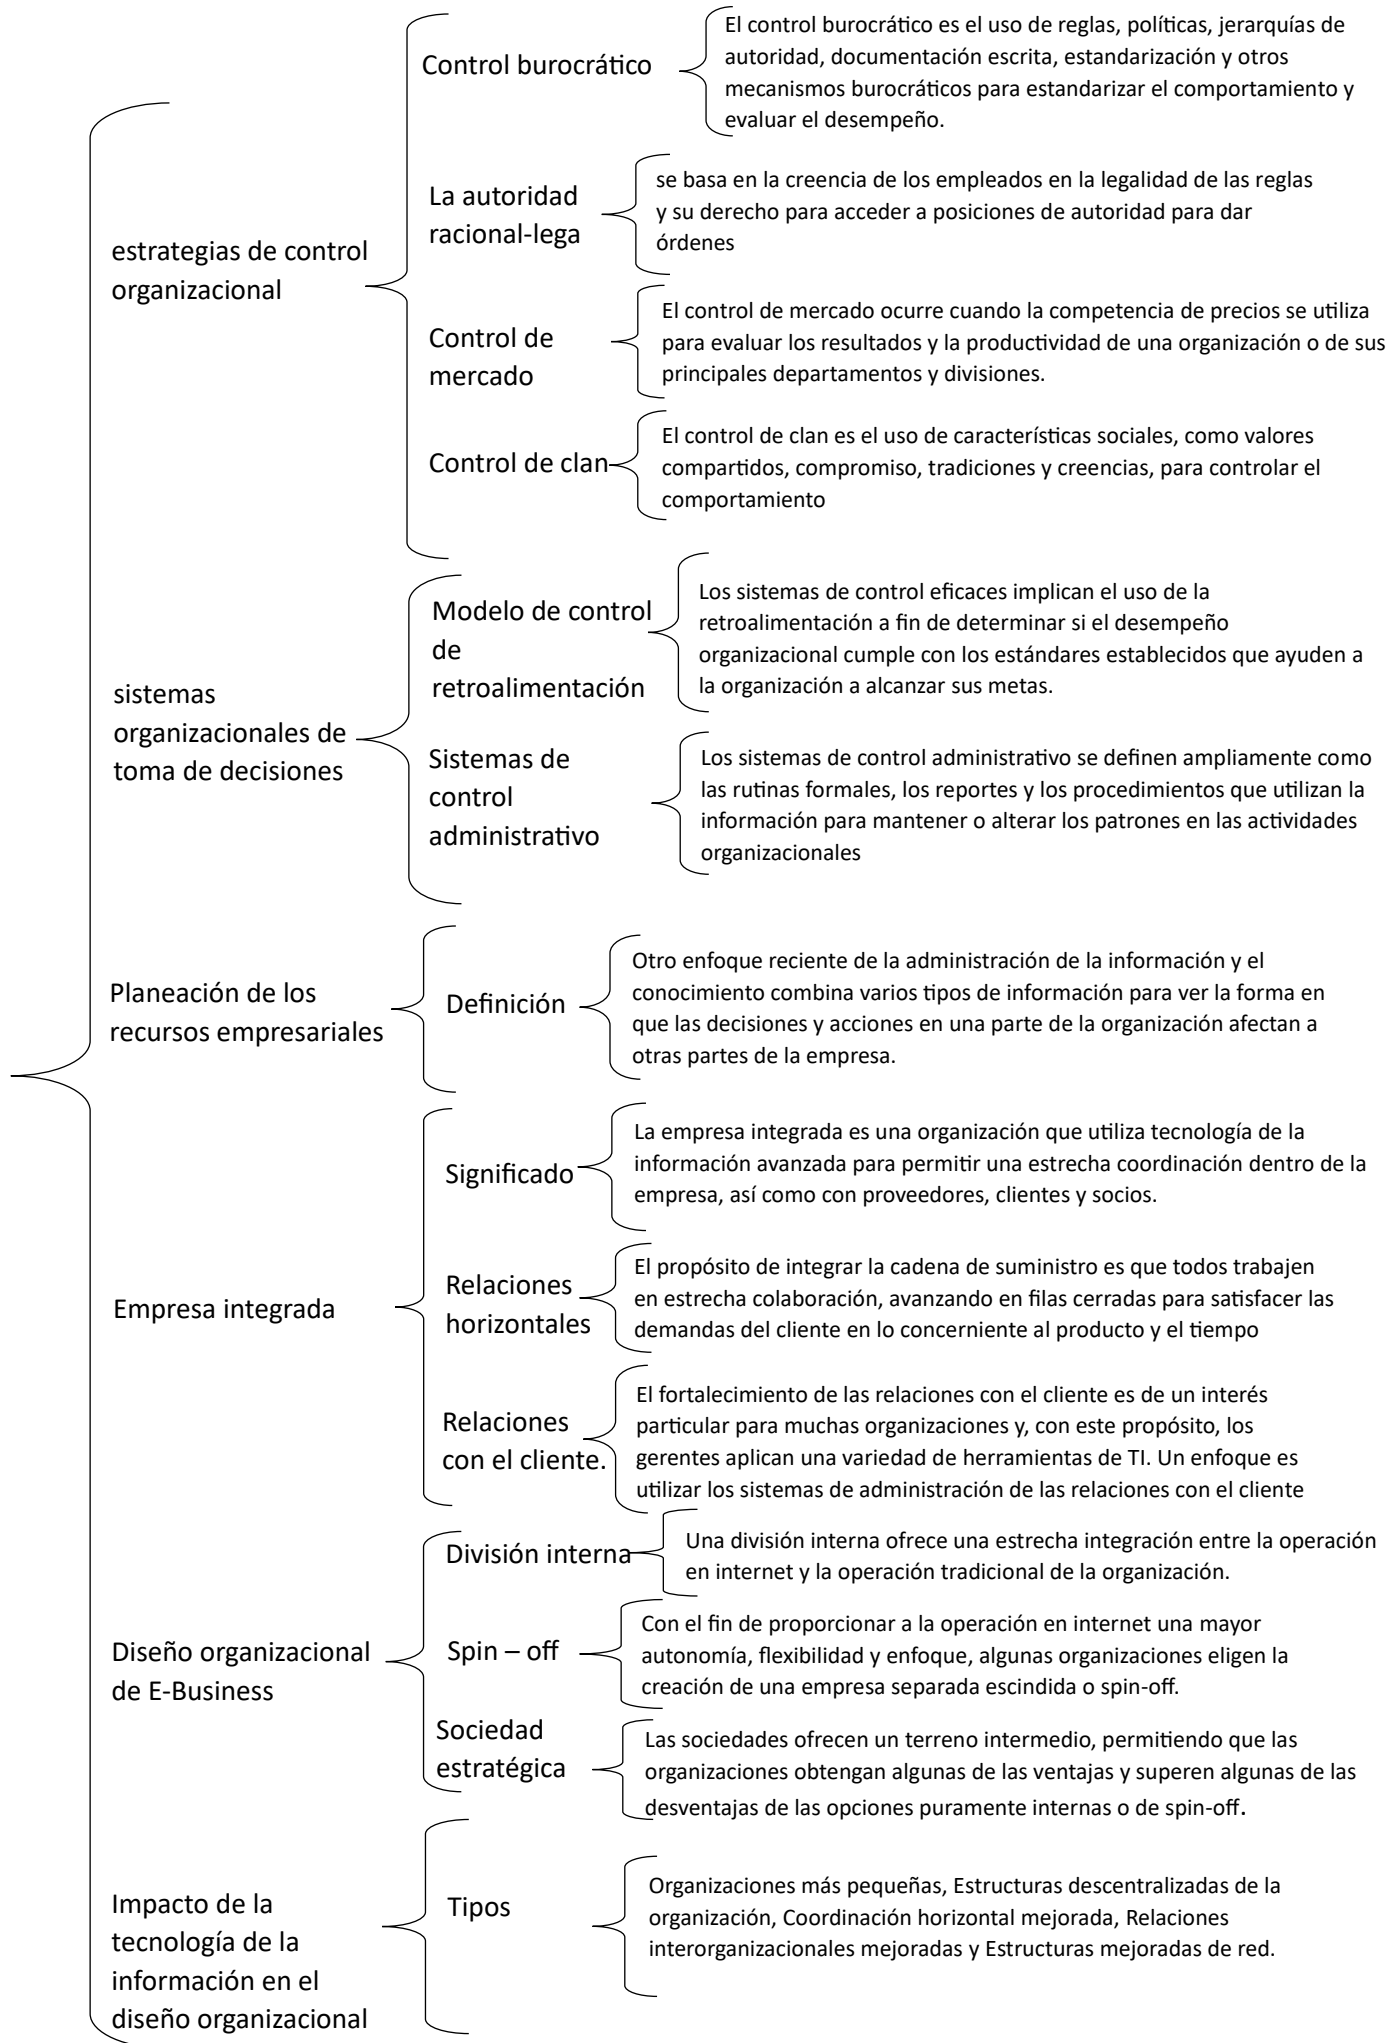 El control burocrático es el uso de reglas, políticas, jerarquías de
autoridad, documentación escrita, estandarización y otros
mecanismos burocráticos para estandarizar el comportamiento y
evaluar el desempeño.
Control burocrático
La autoridad
racional-lega
se basa en la creencia de los empleados en la legalidad de las reglas
y su derecho para acceder a posiciones de autoridad para dar
órdenes
estrategias de control
organizacional
Control de
mercado
El control de mercado ocurre cuando la competencia de precios se utiliza
para evaluar los resultados y la productividad de una organización o de sus
principales departamentos y divisiones.
Control de clan
El control de clan es el uso de características sociales, como valores
compartidos, compromiso, tradiciones y creencias, para controlar el
comportamiento
sistemas
organizacionales de
toma de decisiones
Modelo de control
de
retroalimentación
Los sistemas de control eficaces implican el uso de la
retroalimentación a fin de determinar si el desempeño
organizacional cumple con los estándares establecidos que ayuden a
la organización a alcanzar sus metas.
Sistemas de
control
administrativo
Los sistemas de control administrativo se definen ampliamente como
las rutinas formales, los reportes y los procedimientos que utilizan la
información para mantener o alterar los patrones en las actividades
organizacionales
Planeación de los
recursos empresariales
Definición
Otro enfoque reciente de la administración de la información y el
conocimiento combina varios tipos de información para ver la forma en
que las decisiones y acciones en una parte de la organización afectan a
otras partes de la empresa.
Empresa integrada
Significado
La empresa integrada es una organización que utiliza tecnología de la
información avanzada para permitir una estrecha coordinación dentro de la
empresa, así como con proveedores, clientes y socios.
Relaciones
horizontales
El propósito de integrar la cadena de suministro es que todos trabajen
en estrecha colaboración, avanzando en filas cerradas para satisfacer las
demandas del cliente en lo concerniente al producto y el tiempo
Relaciones
con el cliente.
El fortalecimiento de las relaciones con el cliente es de un interés
particular para muchas organizaciones y, con este propósito, los
gerentes aplican una variedad de herramientas de TI. Un enfoque es
utilizar los sistemas de administración de las relaciones con el cliente
Diseño organizacional
de E-Business
División interna
Una división interna ofrece una estrecha integración entre la operación
en internet y la operación tradicional de la organización.
Spin – off
Con el fin de proporcionar a la operación en internet una mayor
autonomía, flexibilidad y enfoque, algunas organizaciones eligen la
creación de una empresa separada escindida o spin-off.
Sociedad
estratégica
Las sociedades ofrecen un terreno intermedio, permitiendo que las
organizaciones obtengan algunas de las ventajas y superen algunas de las
desventajas de las opciones puramente internas o de spin-off.
Impacto de la
tecnología de la
información en el
diseño organizacional
Tipos
Organizaciones más pequeñas, Estructuras descentralizadas de la
organización, Coordinación horizontal mejorada, Relaciones
interorganizacionales mejoradas y Estructuras mejoradas de red.